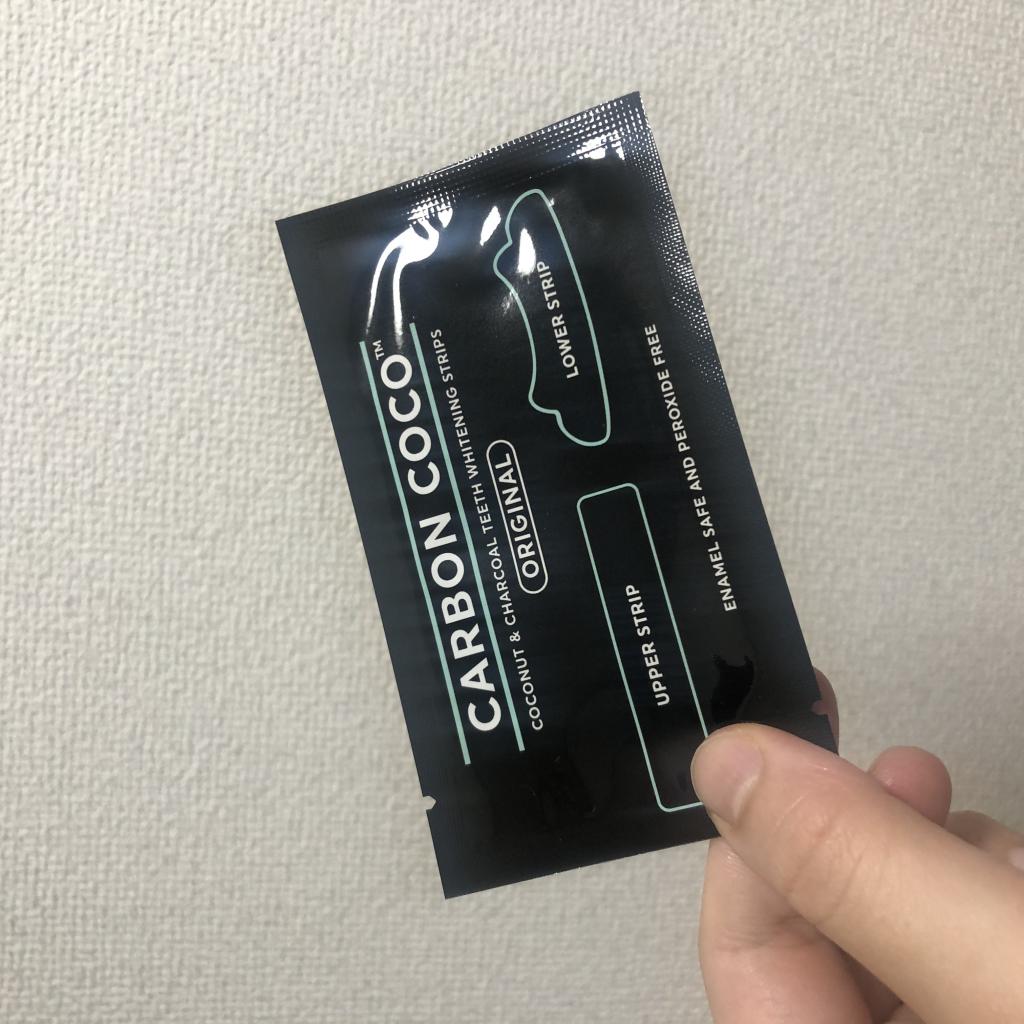 CARBON COCO™
COCONUT & CHARCOAL TEETH WHITENING STRIPS
ORIGINAL
UPPER STRIP
LOWER STRIP
ENAMEL SAFE AND PEROXIDE FREE